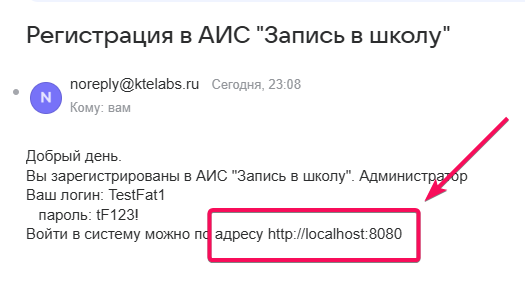 Регистрация в АИС "Запись в школу"
N
noreply@ktelabs.ru Сегодня, 23:08
Кому: вам
Добрый день.
Вы зарегистрированы в АИС "Запись в школу". Администратор
Ваш логин: TestFat1
пароль: tF123!
Войти в систему можно по адресу http://localhost:8080